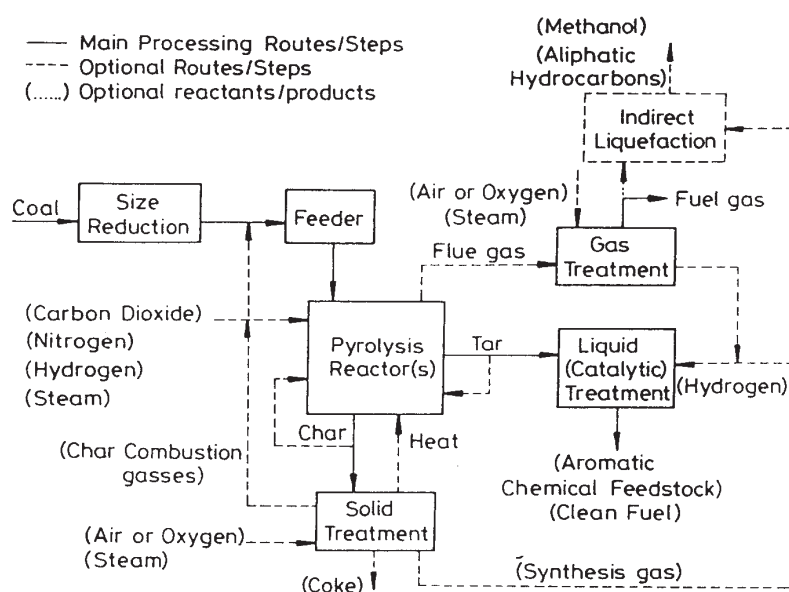 Main Processing Routes/Steps
Optional Routes/Steps
(.....) Optional reactants/products
(Methanol)
(Aliphatic
Hydrocarbons)
Indirect
Liquefaction
(Air or Oxygen)
(Steam)
Fuel gas
Coal
Size
Reduction
Feeder
Flue gas
Gas
Treatment
(Carbon Dioxide)
(Nitrogen)
(Hydrogen)
(Steam)
Pyrolysis
Reactor(s)
Tar
Liquid
(Catalytic)
Treatment
(Hydrogen)
Char
Heat
(Char Combustion
gasses)
(Aromatic
Chemical Feedstock)
(Clean Fuel)
Solid
Treatment
(Air or Oxygen)
(Steam)
(Coke)
(Synthesis gas)